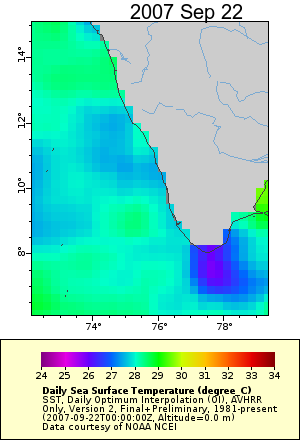 2007 Sep 22
14°
12°
10°
8°
74° 76° 78°
24 25 26 27 28 29 30 31 32 33 34
Daily Sea Surface Temperature (degree_C)
SST, Daily Optimum Interpolation (OI), AVHRR
Only, Version 2, Final+Preliminary, 1981-present
(2007-09-22T00:00:00Z, Altitude=0.0 m)
Data courtesy of NOAA NCEI